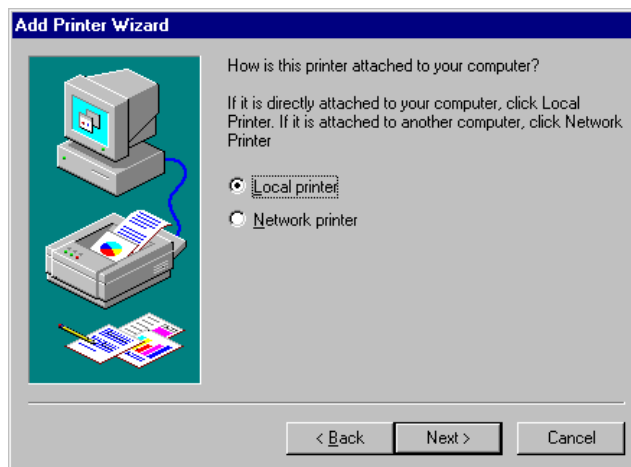 Add Printer Wizard
How is this printer attached to your computer?
If it is directly attached to your computer, click Local
Printer. If it is attached to another computer, click Network
Printer
Local printer
Network printer
< Back
Next >
Cancel